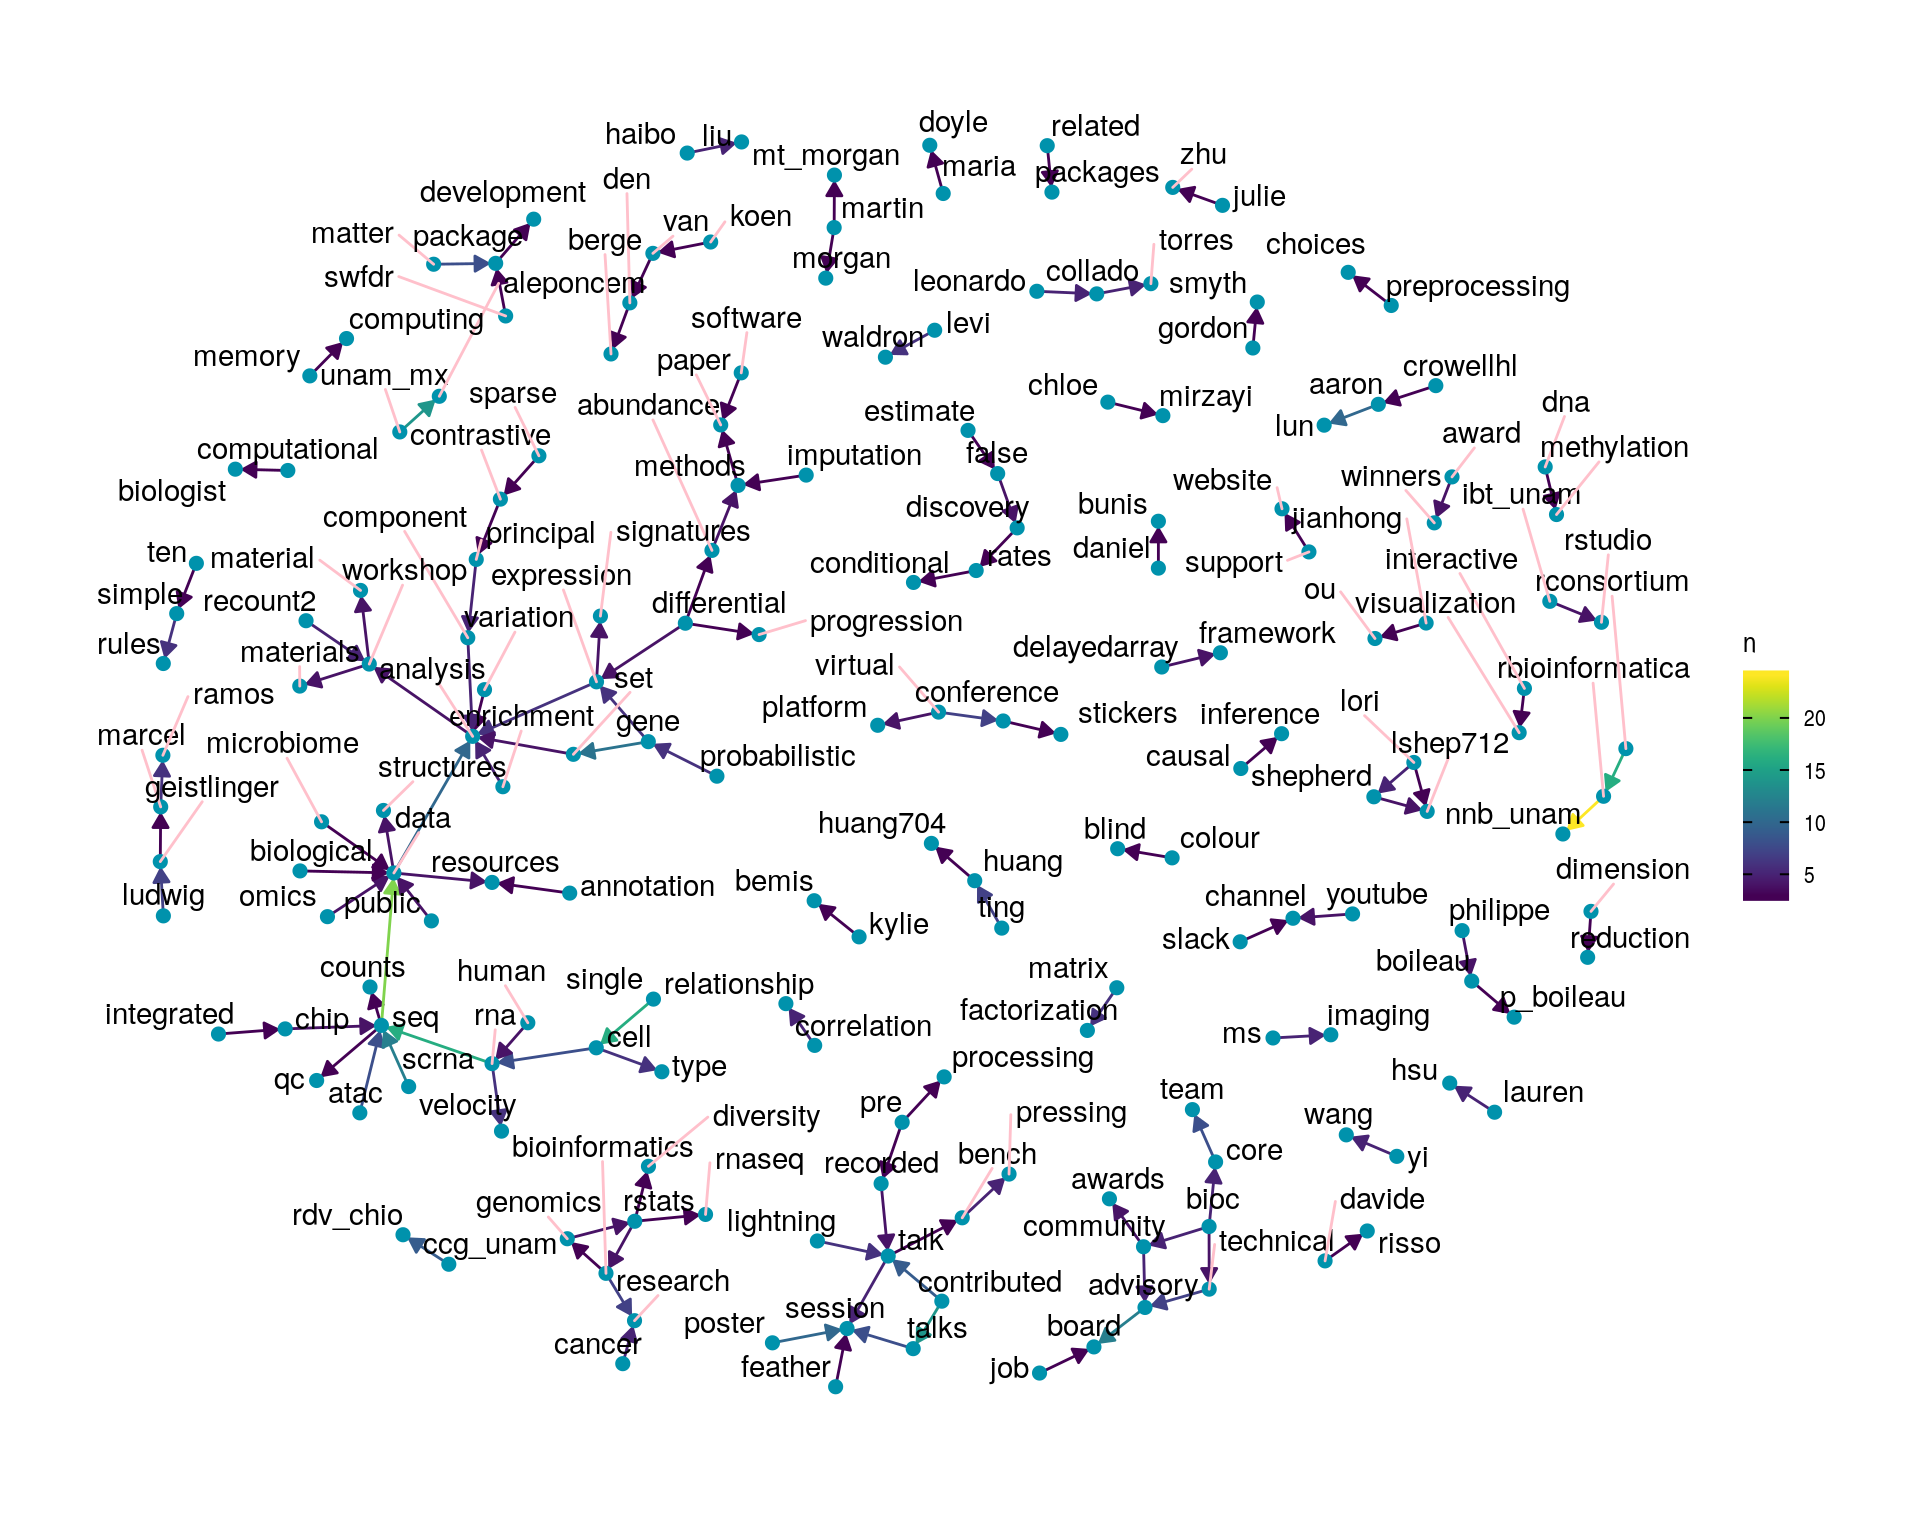 doyle
related
haibo
liu
mt_morgan
maria
packages
zhu
development
den
martin
julie
matter
package
berge
van
koen
morgan
torres
choices
swfdr
aleponcem
leonardo
collado
smyth
preprocessing
computing
software
waldron
levi
gordon
memory
unam_mx
paper
sparse
abundance
chloe
mirzayi
aaron
crowellhl
dna
computational
contrastive
estimate
lun
award
methylation
biologist
methods
imputation
false
website
winners
ibt_unam
component
principal
signatures
discovery
bunis
jianhong
rstudio
ten
material
workshop
expression
conditional
rates
daniel
support
interactive
rconsortium
simple
recount2
variation
differential
progression
ou
visualization
rules
materials
analysis
set
virtual
delayedarray
framework
rbioinformatica
ramos
enrichment
gene
platform
conference
stickers
inference
lori
n
marcel
microbiome
structures
probabilistic
causal
shepherd
lshep712
20
geistlinger
data
huang704
blind
colour
nnb_unam
15
10
biological
resources
annotation
bemis
huang
channel
youtube
dimension
5
ludwig
omics
public
kylie
ting
slack
philippe
reduction
counts
human
single
relationship
matrix
boileau
integrated
chip
seq
rna
cell
correlation
factorization
ms
imaging
p_boileau
qc
atac
scrna
type
processing
hsu
lauren
velocity
diversity
pre
pressing
team
wang
bioinformatics
rnaseq
recorded
bench
core
yi
rdv_chio
genomics
rstats
lightning
awards
bioc
davide
ccg_unam
research
talk
community
technical
risso
contributed
advisory
cancer
poster
session
talks
board
feather
job